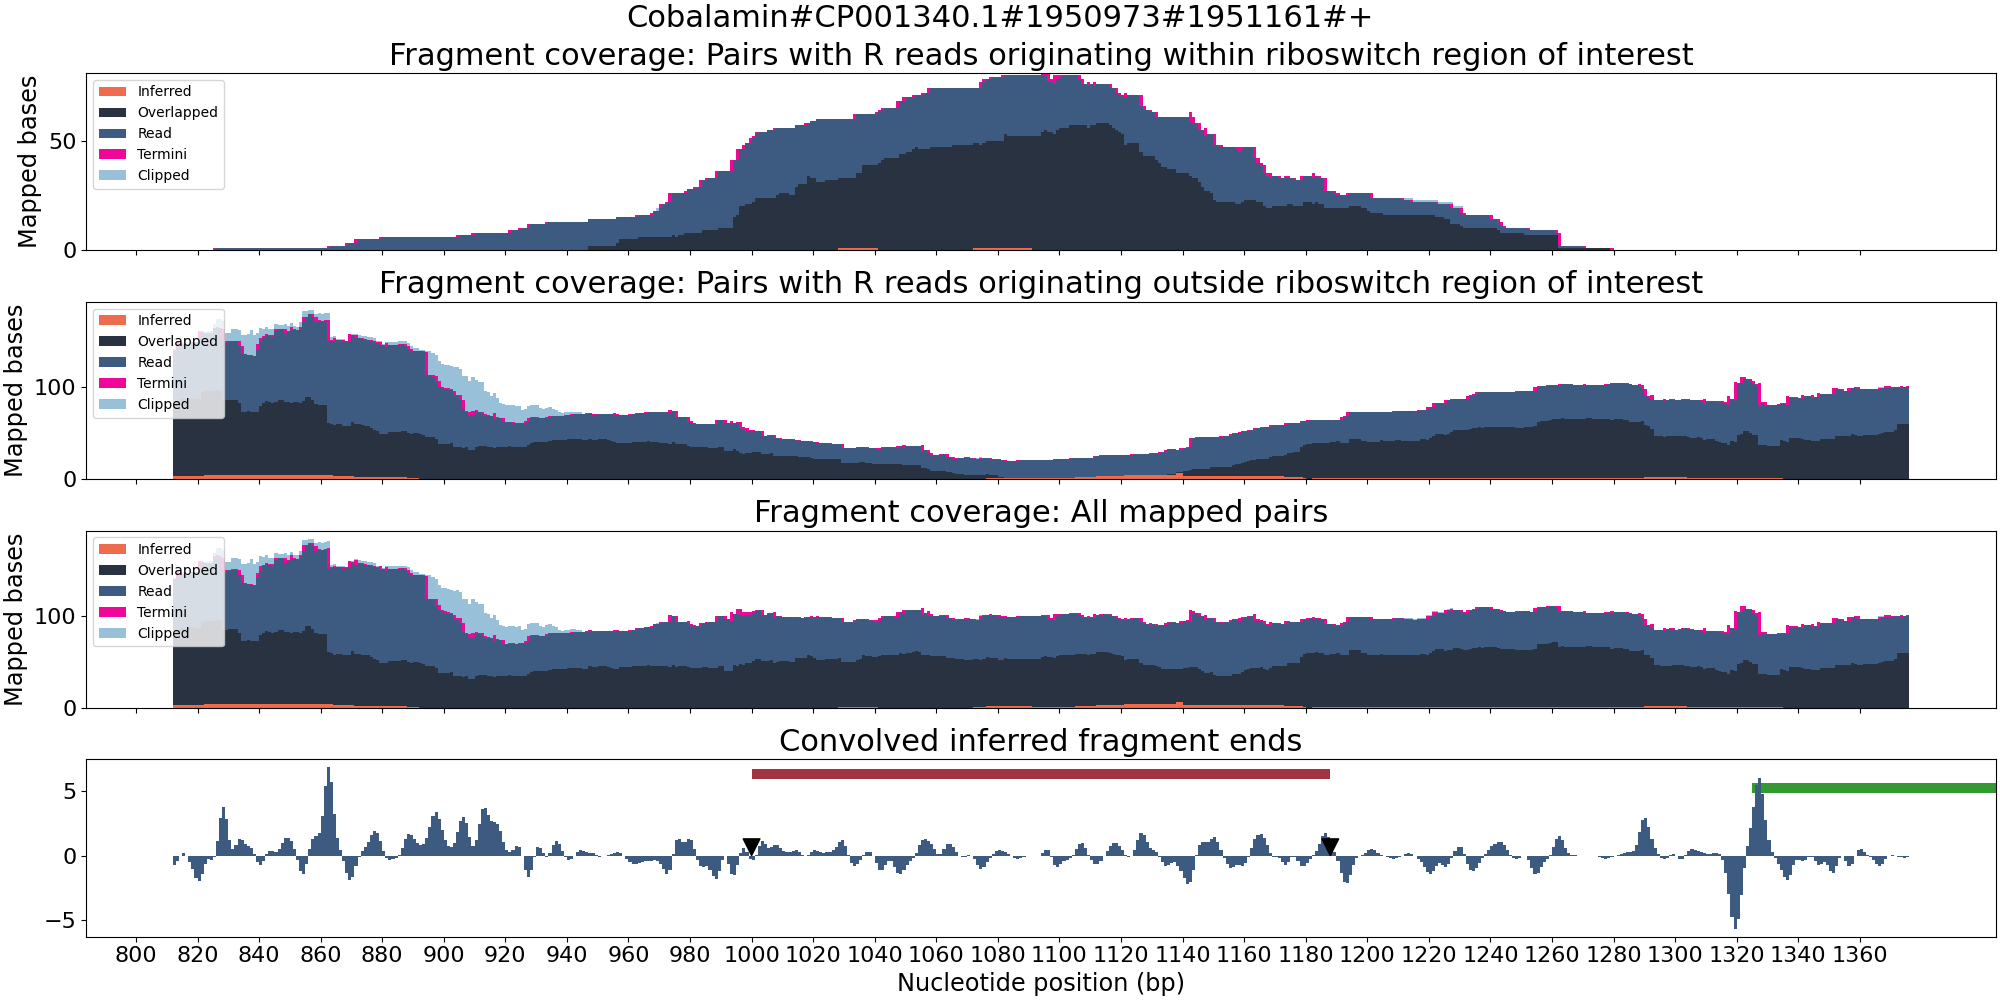 Cobalamin#CP001340.1#1950973#1951161#+
Fragment coverage: Pairs with R reads originating within riboswitch region of interest
Mapped bases
50
0
Inferred
Overlapped
Read
Termini
Clipped
Fragment coverage: Pairs with R reads originating outside riboswitch region of interest
Mapped bases
100
0
Inferred
Overlapped
Read
Termini
Clipped
Fragment coverage: All mapped pairs
Mapped bases
100
0
Inferred
Overlapped
Read
Termini
Clipped
Convolved inferred fragment ends
5
0
−5
800 820 840 860 880 900 920 940 960 980 1000 1020 1040 1060 1080 1100 1120 1140 1160 1180 1200 1220 1240 1260 1280 1300 1320 1340 1360
Nucleotide position (bp)